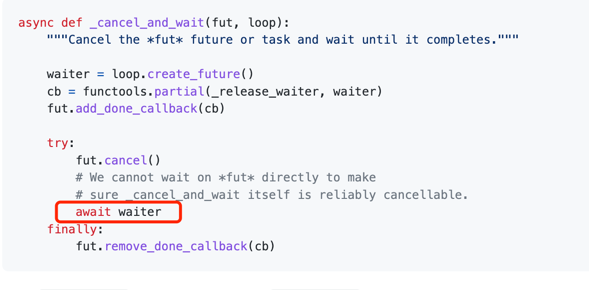 async def _cancel_and_wait(fut, loop):
"""Cancel the *fut* future or task and wait until it completes."""
waiter = loop.create_future()
cb = functools.partial(_release_waiter, waiter)
fut.add_done_callback(cb)
try:
fut.cancel()
# We cannot wait on *fut* directly to make
# sure _cancel_and_wait itself is reliably cancellable.
await waiter
finally:
fut.remove_done_callback(cb)